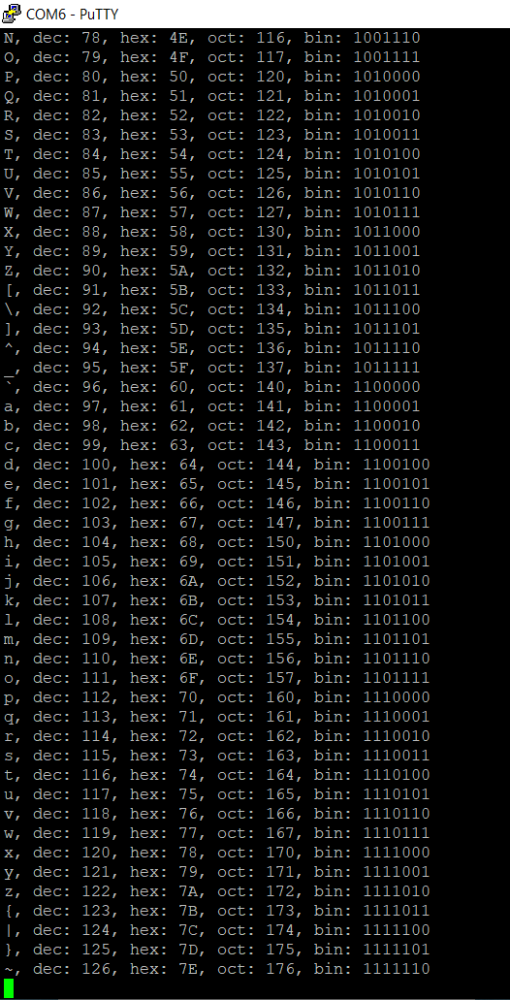 COM6 - PuTTY
N, dec: 78, hex: 4E, oct: 116, bin: 1001110
O, dec: 79, hex: 4F, oct: 117, bin: 1001111
P, dec: 80, hex: 50, oct: 120, bin: 1010000
Q, dec: 81, hex: 51, oct: 121, bin: 1010001
R, dec: 82, hex: 52, oct: 122, bin: 1010010
S, dec: 83, hex: 53, oct: 123, bin: 1010011
T, dec: 84, hex: 54, oct: 124, bin: 1010100
U, dec: 85, hex: 55, oct: 125, bin: 1010101
V, dec: 86, hex: 56, oct: 126, bin: 1010110
W, dec: 87, hex: 57, oct: 127, bin: 1010111
X, dec: 88, hex: 58, oct: 130, bin: 1011000
Y, dec: 89, hex: 59, oct: 131, bin: 1011001
Z, dec: 90, hex: 5A, oct: 132, bin: 1011010
[, dec: 91, hex: 5B, oct: 133, bin: 1011011
\, dec: 92, hex: 5C, oct: 134, bin: 1011100
], dec: 93, hex: 5D, oct: 135, bin: 1011101
^, dec: 94, hex: 5E, oct: 136, bin: 1011110
_, dec: 95, hex: 5F, oct: 137, bin: 1011111
`, dec: 96, hex: 60, oct: 140, bin: 1100000
a, dec: 97, hex: 61, oct: 141, bin: 1100001
b, dec: 98, hex: 62, oct: 142, bin: 1100010
c, dec: 99, hex: 63, oct: 143, bin: 1100011
d, dec: 100, hex: 64, oct: 144, bin: 1100100
e, dec: 101, hex: 65, oct: 145, bin: 1100101
f, dec: 102, hex: 66, oct: 146, bin: 1100110
g, dec: 103, hex: 67, oct: 147, bin: 1100111
h, dec: 104, hex: 68, oct: 150, bin: 1101000
i, dec: 105, hex: 69, oct: 151, bin: 1101001
j, dec: 106, hex: 6A, oct: 152, bin: 1101010
k, dec: 107, hex: 6B, oct: 153, bin: 1101011
l, dec: 108, hex: 6C, oct: 154, bin: 1101100
m, dec: 109, hex: 6D, oct: 155, bin: 1101101
n, dec: 110, hex: 6E, oct: 156, bin: 1101110
o, dec: 111, hex: 6F, oct: 157, bin: 1101111
p, dec: 112, hex: 70, oct: 160, bin: 1110000
q, dec: 113, hex: 71, oct: 161, bin: 1110001
r, dec: 114, hex: 72, oct: 162, bin: 1110010
s, dec: 115, hex: 73, oct: 163, bin: 1110011
t, dec: 116, hex: 74, oct: 164, bin: 1110100
u, dec: 117, hex: 75, oct: 165, bin: 1110101
v, dec: 118, hex: 76, oct: 166, bin: 1110110
w, dec: 119, hex: 77, oct: 167, bin: 1110111
x, dec: 120, hex: 78, oct: 170, bin: 1111000
y, dec: 121, hex: 79, oct: 171, bin: 1111001
z, dec: 122, hex: 7A, oct: 172, bin: 1111010
{, dec: 123, hex: 7B, oct: 173, bin: 1111011
|, dec: 124, hex: 7C, oct: 174, bin: 1111100
}, dec: 125, hex: 7D, oct: 175, bin: 1111101
~, dec: 126, hex: 7E, oct: 176, bin: 1111110